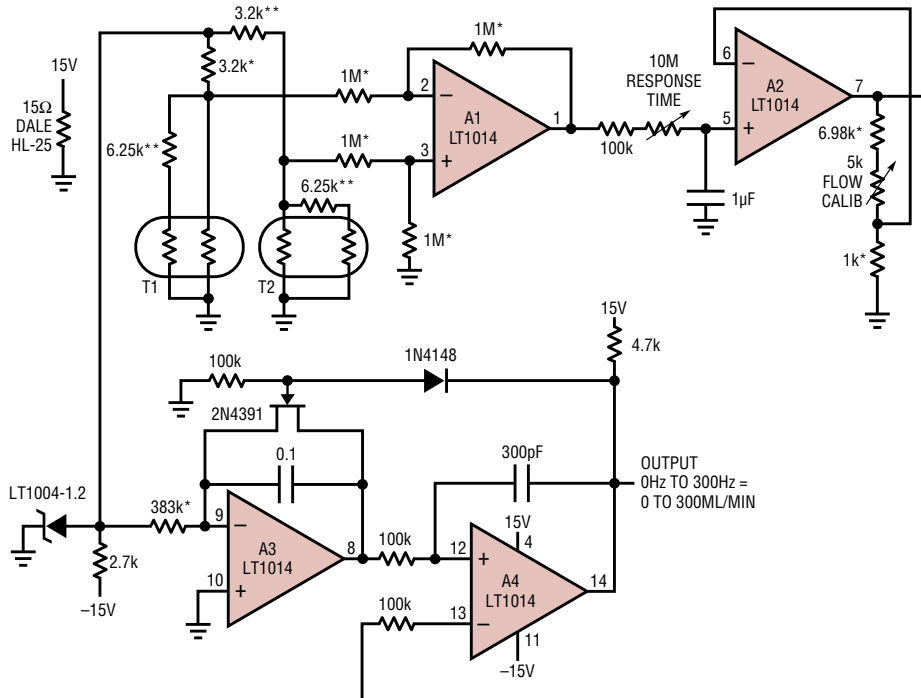 3.2k**
3.2k*
15V
15Ω
DALE
HL-25
6.25k**
T1
T2
6.25k**
1M*
1M*
1M*
1M*
2
3
1
A1
LT1014
100k
10M
RESPONSE
TIME
1µF
6
5
7
A2
LT1014
6.98k*
5k
FLOW
CALIB
1k*
15V
4.7k
100k
1N4148
2N4391
0.1
300pF
OUTPUT
0Hz TO 300Hz =
0 TO 300ML/MIN
LT1004-1.2
383k*
2.7k
–15V
9
10
8
A3
LT1014
100k
100k
12
13
14
15V
4
A4
LT1014
11
–15V